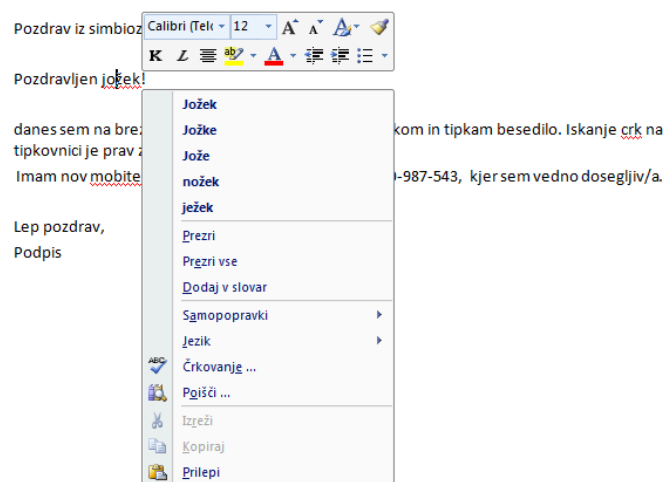 Pozdrav iz simbioz
Calibri (Tele 12 A A A
K L ab A
Pozdravljen jožek!
Jožek
danes sem na brez
Jožke
kom in tipkam besedilo. Iskanje crk na
tipkovnici je prav z
Jože
Imam nov mobite
nožek
-987-543, kjer sem vedno dosegljiv/a.
ježek
Lep pozdrav,
Podpis
Prezri
Prezri vse
Dodaj v slovar
Samopopravki
Jezik
ABC Črkovanje ...
Poišči ...
Izreži
Kopiraj
Prilepi